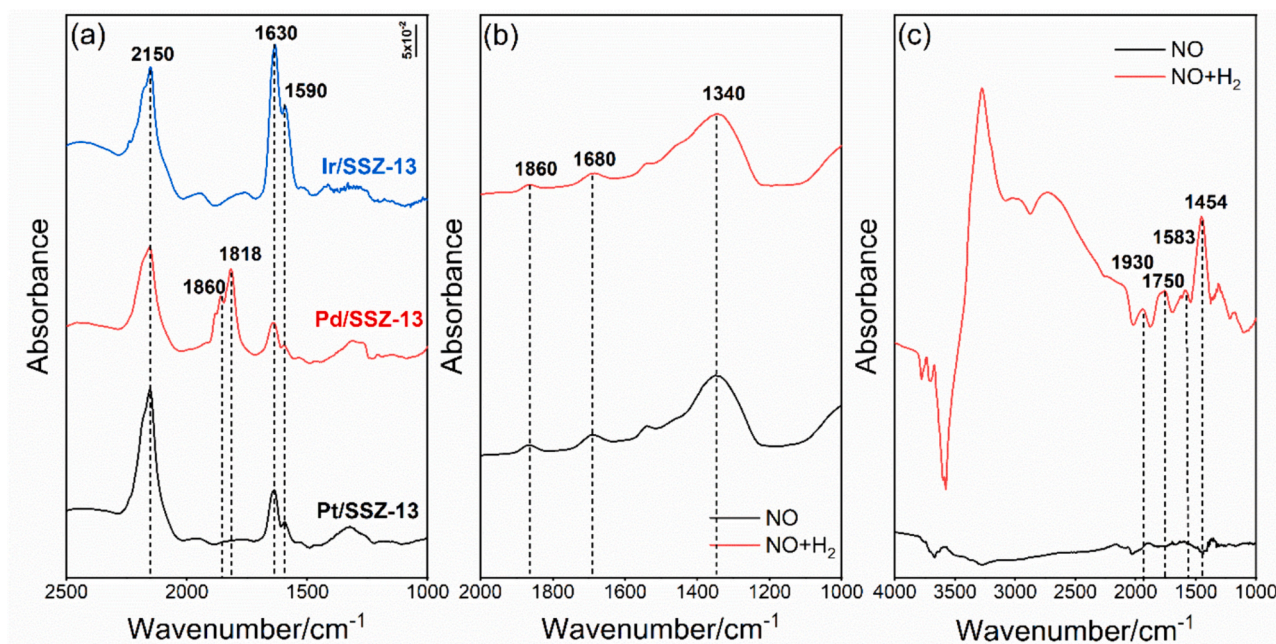 (a)
2150
1630
5x10⁻²
1590
Ir/SSZ-13
1860
1818
Pd/SSZ-13
Pt/SSZ-13
Absorbance
2500 2000 1500 1000
Wavenumber/cm⁻¹
(b)
1340
1860
1680
NO
NO+H₂
Absorbance
2000 1800 1600 1400 1200 1000
Wavenumber/cm⁻¹
(c)
NO
NO+H₂
1454
1583
1930
1750
Absorbance
4000 3500 3000 2500 2000 1500 1000
Wavenumber/cm⁻¹